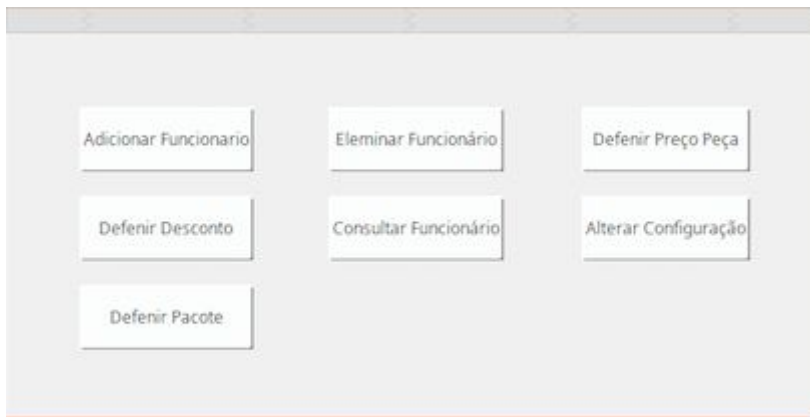 Adicionar Funcionario
Eleminar Funcionário
Defenir Preço Peça
Defenir Desconto
Consultar Funcionário
Alterar Configuração
Defenir Pacote